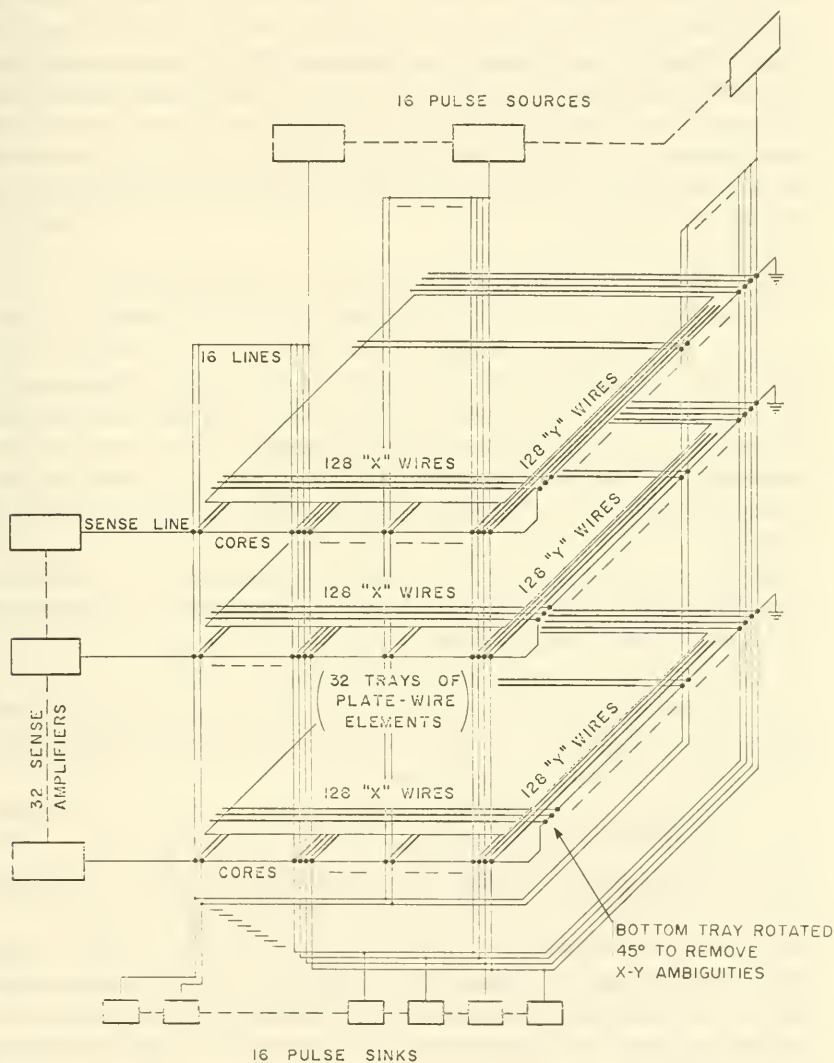 16 PULSE SOURCES
16 LINES
128 "X" WIRES
128 "Y" WIRES
SENSE LINE
CORES
128 "X" WIRES
128 "Y" WIRES
(32 TRAYS OF
PLATE-WIRE
ELEMENTS)
32 SENSE
AMPLIFIERS
128 "X" WIRES
128 "Y" WIRES
CORES
BOTTOM TRAY ROTATED
45° TO REMOVE
X-Y AMBIGUITIES
16 PULSE SINKS